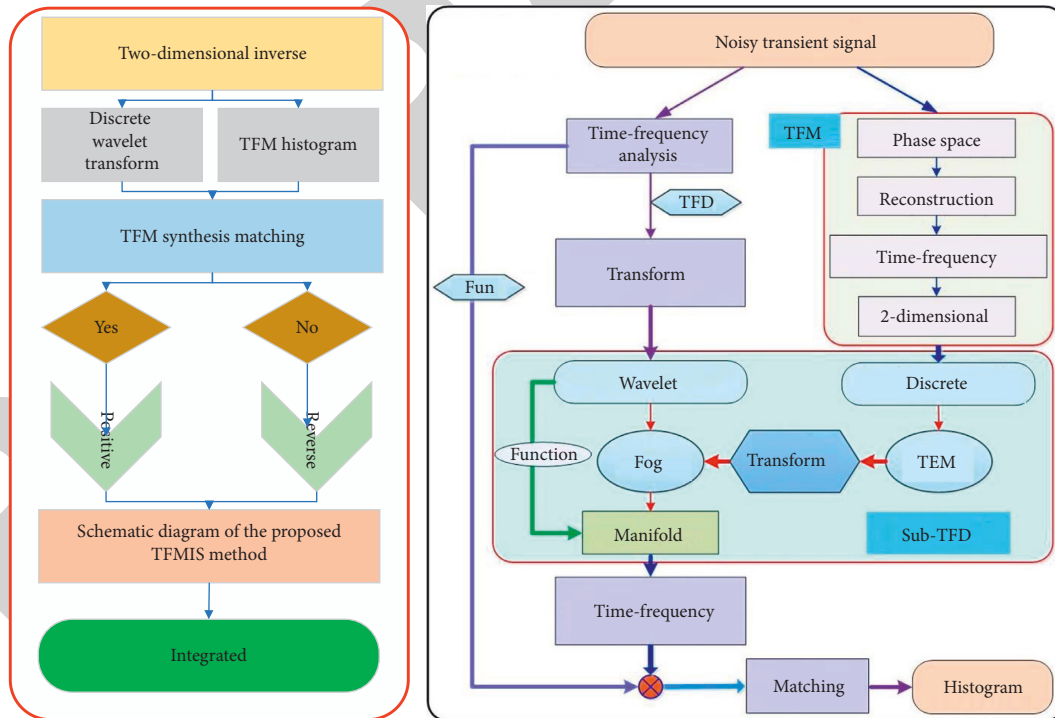 Two-dimensional inverse
Discrete
wavelet
transform
TFM histogram
TFM synthesis matching
Yes
No
Positive
Reverse
Schematic diagram of the proposed
TFMIS method
Integrated
Noisy transient signal
Time-frequency
analysis
TFM
Phase space
Reconstruction
Time-frequency
2-dimensional
TFD
Transform
Fun
Wavelet
Discrete
Function
Fog
Transform
TEM
Manifold
Sub-TFD
Time-frequency
Matching
Histogram